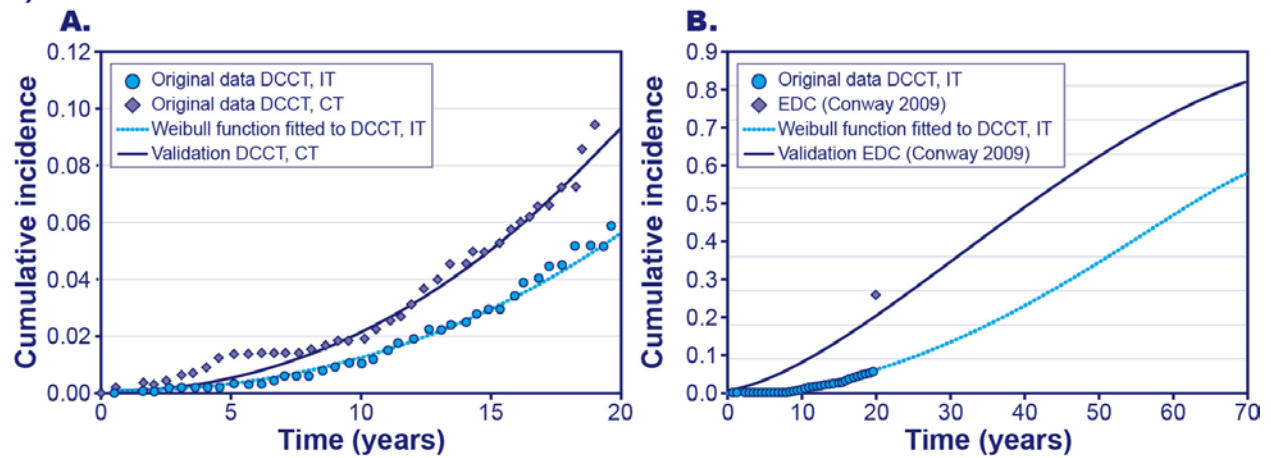 A.
0.12
0.10
0.08
0.06
0.04
0.02
0.00
Cumulative incidence
Original data DCCT, IT
Original data DCCT, CT
Weibull function fitted to DCCT, IT
Validation DCCT, CT
0
5
10
15
20
Time (years)
B.
0.9
0.8
0.7
0.6
0.5
0.4
0.3
0.2
0.1
0.0
Cumulative incidence
Original data DCCT, IT
EDC (Conway 2009)
Weibull function fitted to DCCT, IT
Validation EDC (Conway 2009)
0
10
20
30
40
50
60
70
Time (years)